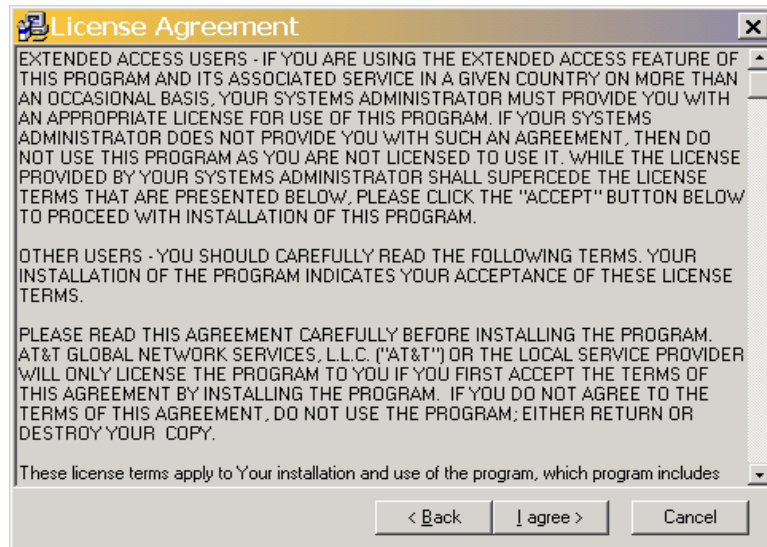 License Agreement
EXTENDED ACCESS USERS - IF YOU ARE USING THE EXTENDED ACCESS FEATURE OF
THIS PROGRAM AND ITS ASSOCIATED SERVICE IN A GIVEN COUNTRY ON MORE THAN
AN OCCASIONAL BASIS, YOUR SYSTEMS ADMINISTRATOR MUST PROVIDE YOU WITH
AN APPROPRIATE LICENSE FOR USE OF THIS PROGRAM. IF YOUR SYSTEMS
ADMINISTRATOR DOES NOT PROVIDE YOU WITH SUCH AN AGREEMENT, THEN DO
NOT USE THIS PROGRAM AS YOU ARE NOT LICENSED TO USE IT. WHILE THE LICENSE
PROVIDED BY YOUR SYSTEMS ADMINISTRATOR SHALL SUPERCEDE THE LICENSE
TERMS THAT ARE PRESENTED BELOW, PLEASE CLICK THE "ACCEPT" BUTTON BELOW
TO PROCEED WITH INSTALLATION OF THIS PROGRAM.
OTHER USERS - YOU SHOULD CAREFULLY READ THE FOLLOWING TERMS. YOUR
INSTALLATION OF THE PROGRAM INDICATES YOUR ACCEPTANCE OF THESE LICENSE
TERMS.
PLEASE READ THIS AGREEMENT CAREFULLY BEFORE INSTALLING THE PROGRAM.
AT&T GLOBAL NETWORK SERVICES, L.L.C. ("AT&T") OR THE LOCAL SERVICE PROVIDER
WILL ONLY LICENSE THE PROGRAM TO YOU IF YOU FIRST ACCEPT THE TERMS OF
THIS AGREEMENT BY INSTALLING THE PROGRAM.  IF YOU DO NOT AGREE TO THE
TERMS OF THIS AGREEMENT, DO NOT USE THE PROGRAM; EITHER RETURN OR
DESTROY YOUR  COPY.
These license terms apply to Your installation and use of the program, which program includes
< Back
I agree >
Cancel